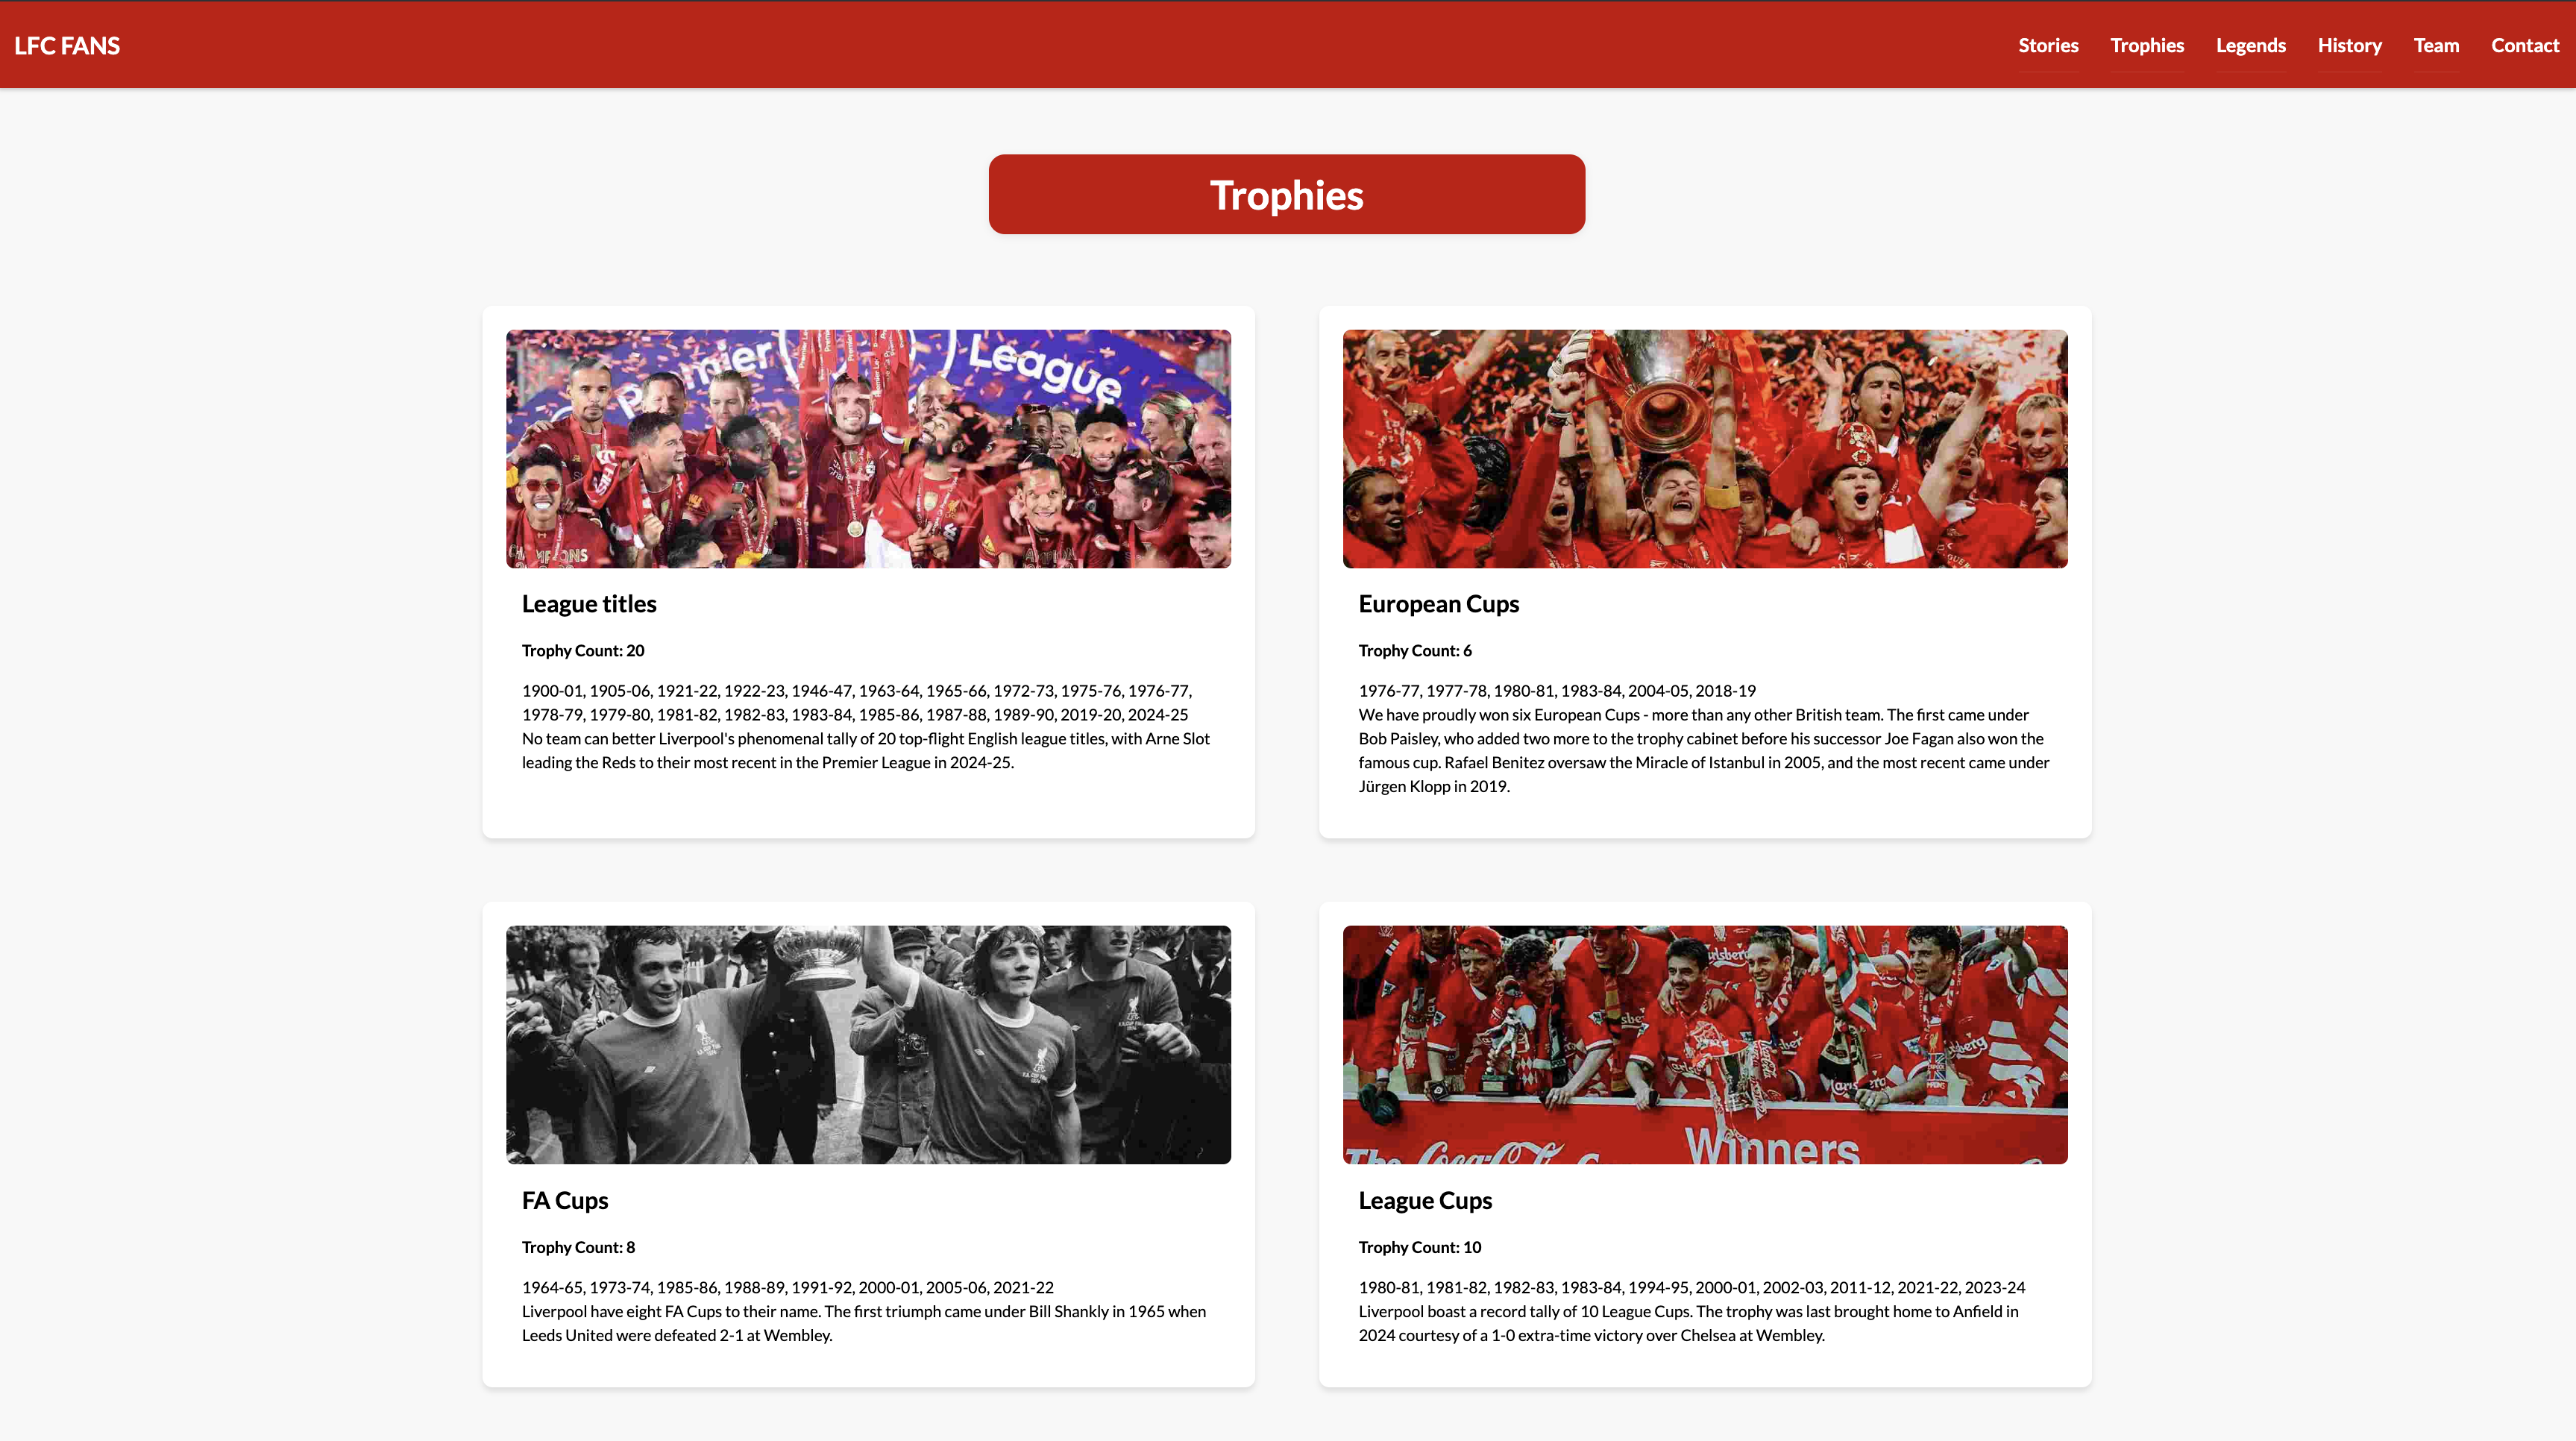 LFC FANS
Stories Trophies Legends History Team Contact
Trophies
Premier
League
CHAMPIONS
League titles
Trophy Count: 20
1900-01, 1905-06, 1921-22, 1922-23, 1946-47, 1963-64, 1965-66, 1972-73, 1975-76, 1976-77,
1978-79, 1979-80, 1981-82, 1982-83, 1983-84, 1985-86, 1987-88, 1989-90, 2019-20, 2024-25
No team can better Liverpool's phenomenal tally of 20 top-flight English league titles, with Arne Slot
leading the Reds to their most recent in the Premier League in 2024-25.
European Cups
Trophy Count: 6
1976-77, 1977-78, 1980-81, 1983-84, 2004-05, 2018-19
We have proudly won six European Cups - more than any other British team. The first came under
Bob Paisley, who added two more to the trophy cabinet before his successor Joe Fagan also won the
famous cup. Rafael Benitez oversaw the Miracle of Istanbul in 2005, and the most recent came under
Jürgen Klopp in 2019.
FA Cups
Trophy Count: 8
1964-65, 1973-74, 1985-86, 1988-89, 1991-92, 2000-01, 2005-06, 2021-22
Liverpool have eight FA Cups to their name. The first triumph came under Bill Shankly in 1965 when
Leeds United were defeated 2-1 at Wembley.
The Coca-Cola C
Winners
League Cups
Trophy Count: 10
1980-81, 1981-82, 1982-83, 1983-84, 1994-95, 2000-01, 2002-03, 2011-12, 2021-22, 2023-24
Liverpool boast a record tally of 10 League Cups. The trophy was last brought home to Anfield in
2024 courtesy of a 1-0 extra-time victory over Chelsea at Wembley.